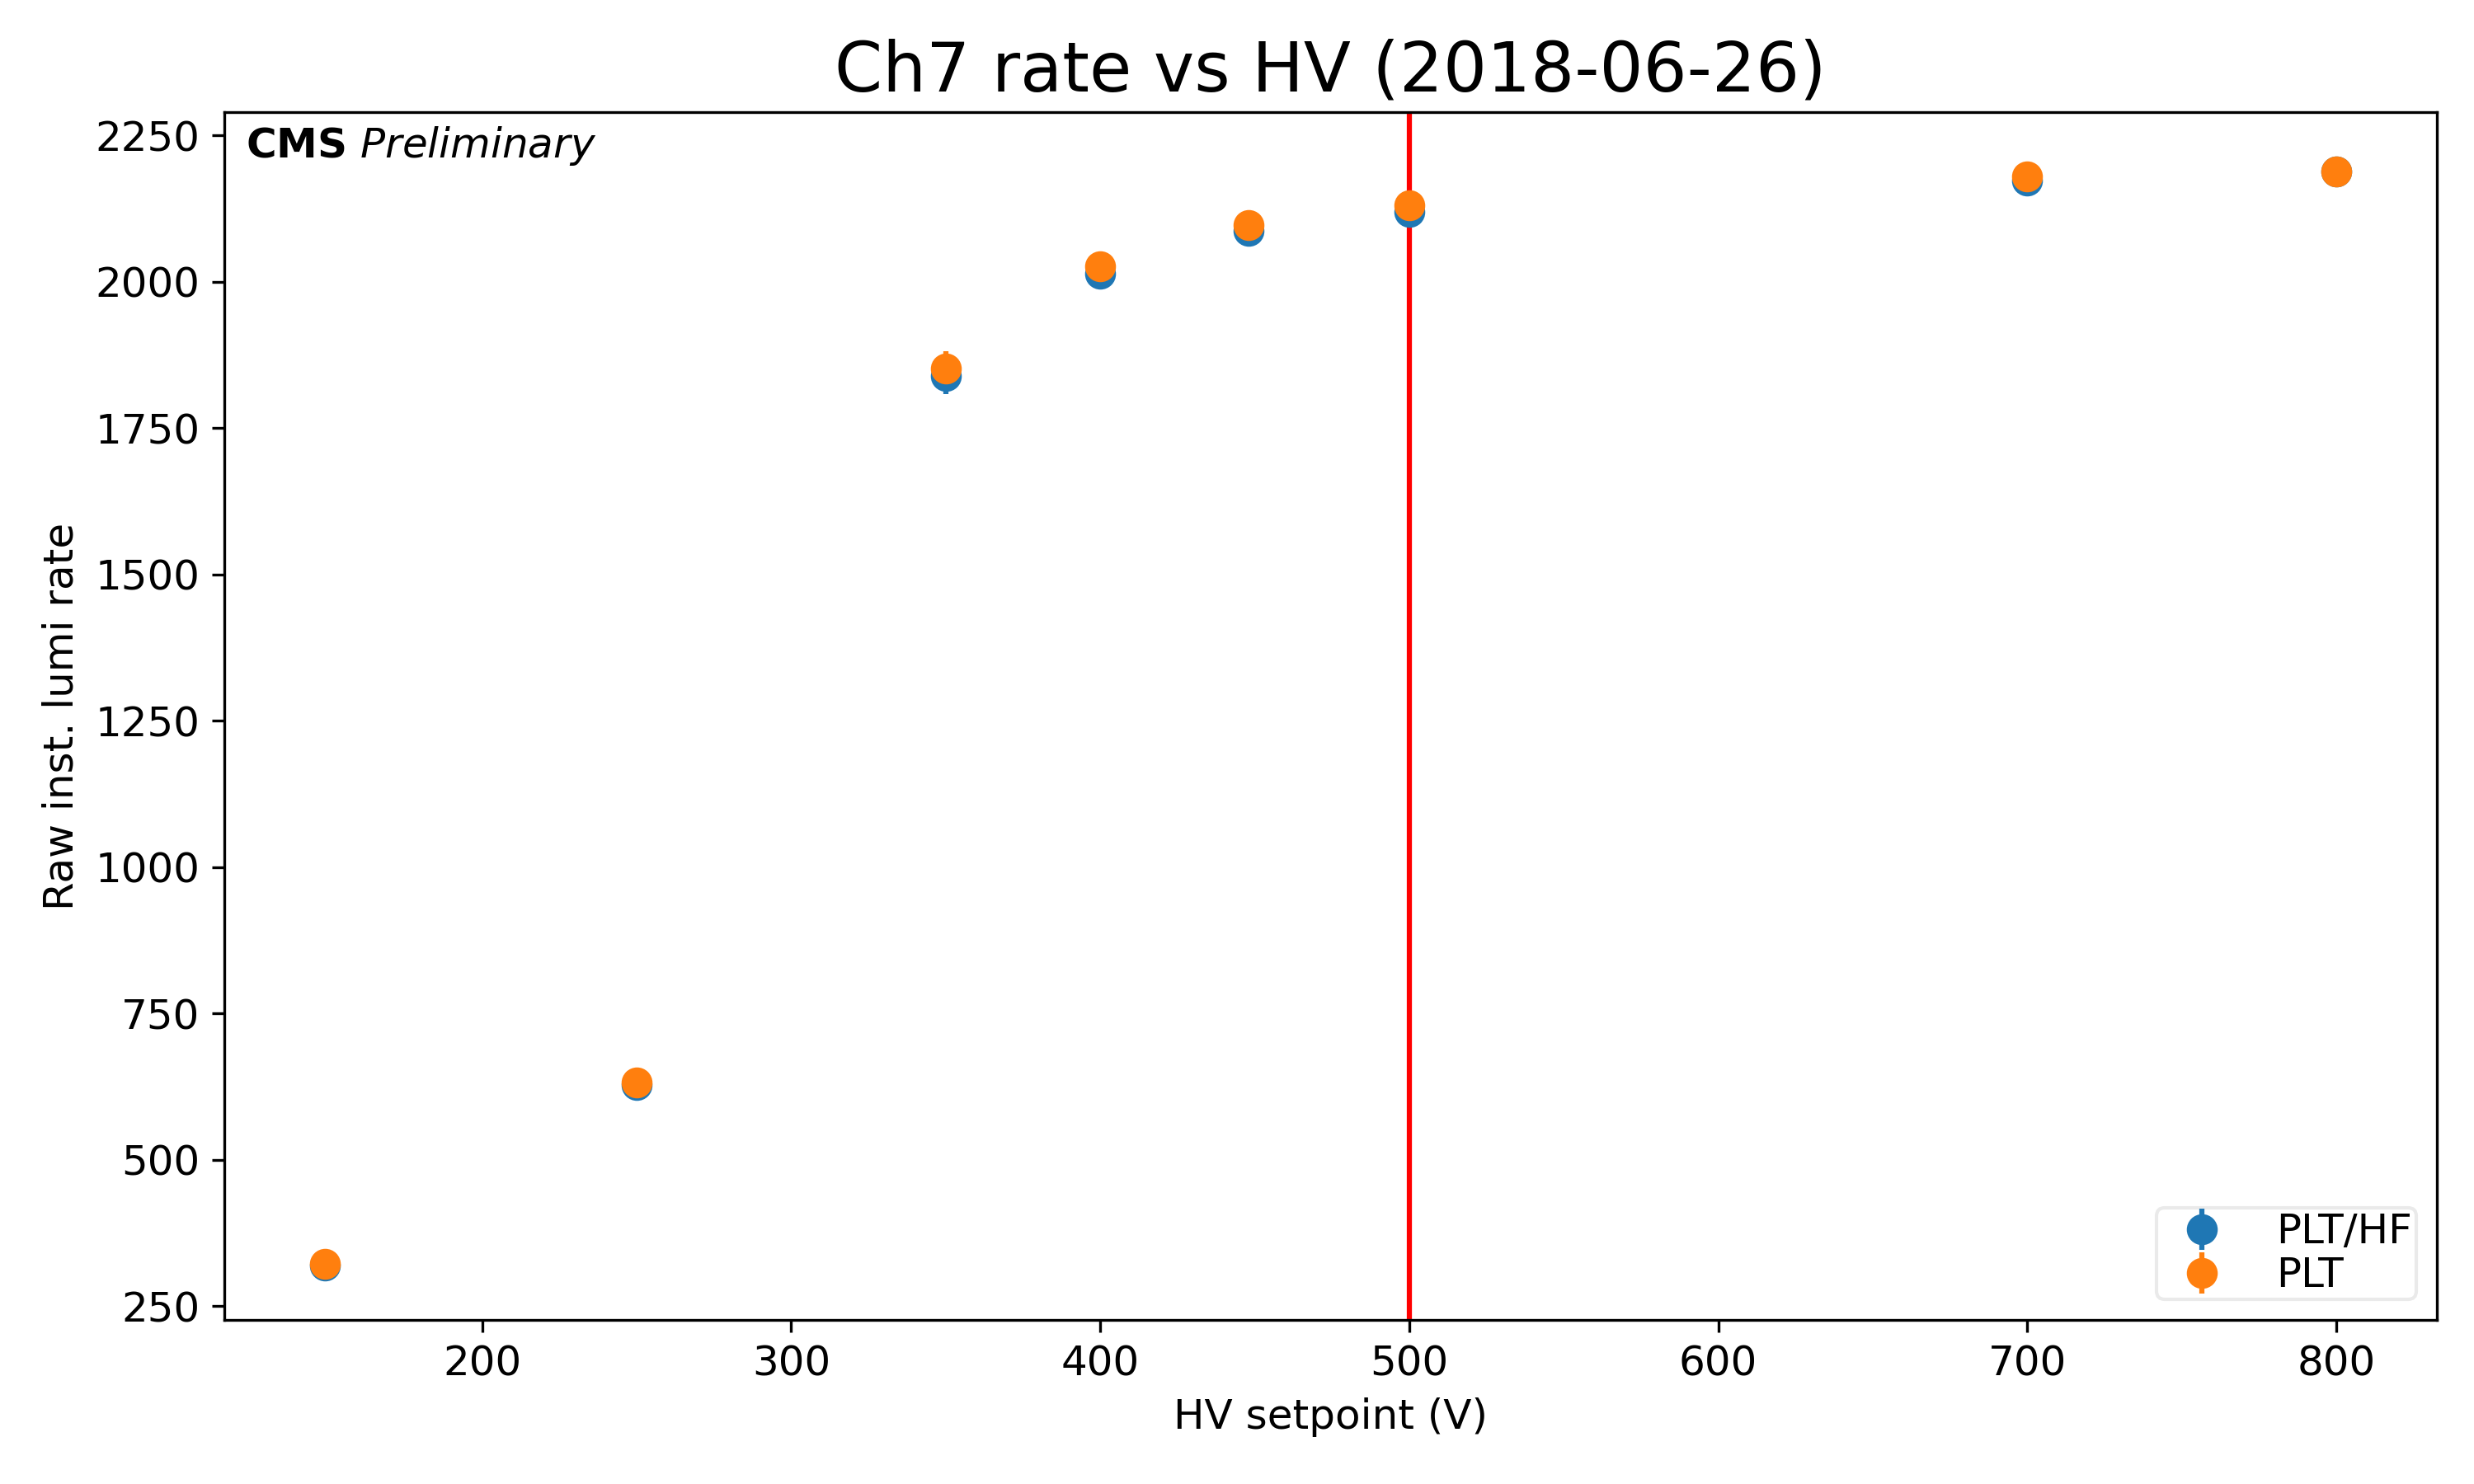 Ch7 rate vs HV (2018-06-26)
CMS Preliminary
2250
2000
1750
1500
1250
1000
750
500
250
Raw inst. lumi rate
PLT/HF
PLT
200 300 400 500 600 700 800
HV setpoint (V)